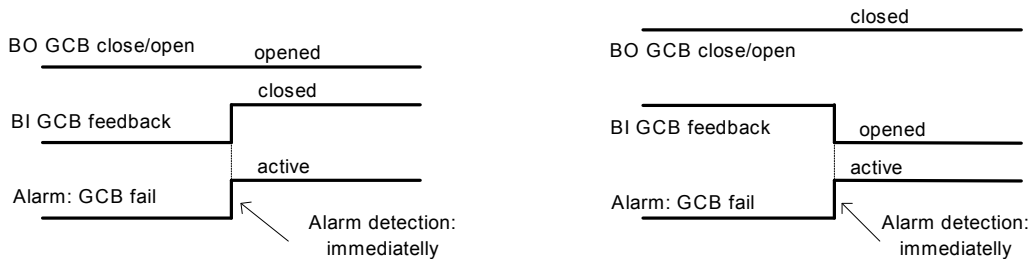 BO GCB close/open
opened
closed
BI GCB feedback
active
Alarm: GCB fail
Alarm detection:
immediatelly
closed
BO GCB close/open
BI GCB feedback
opened
active
Alarm: GCB fail
Alarm detection:
immediatelly